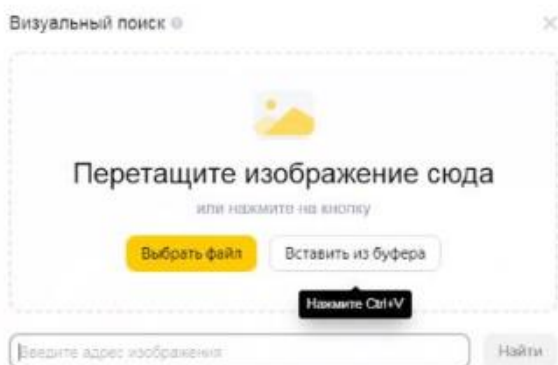 Визуальный поиск
Перетащите изображение сюда
или нажмите на кнопку
Выбрать файл
Вставить из буфера
Нажмите Ctrl+V
Введите адрес изображения
Найти